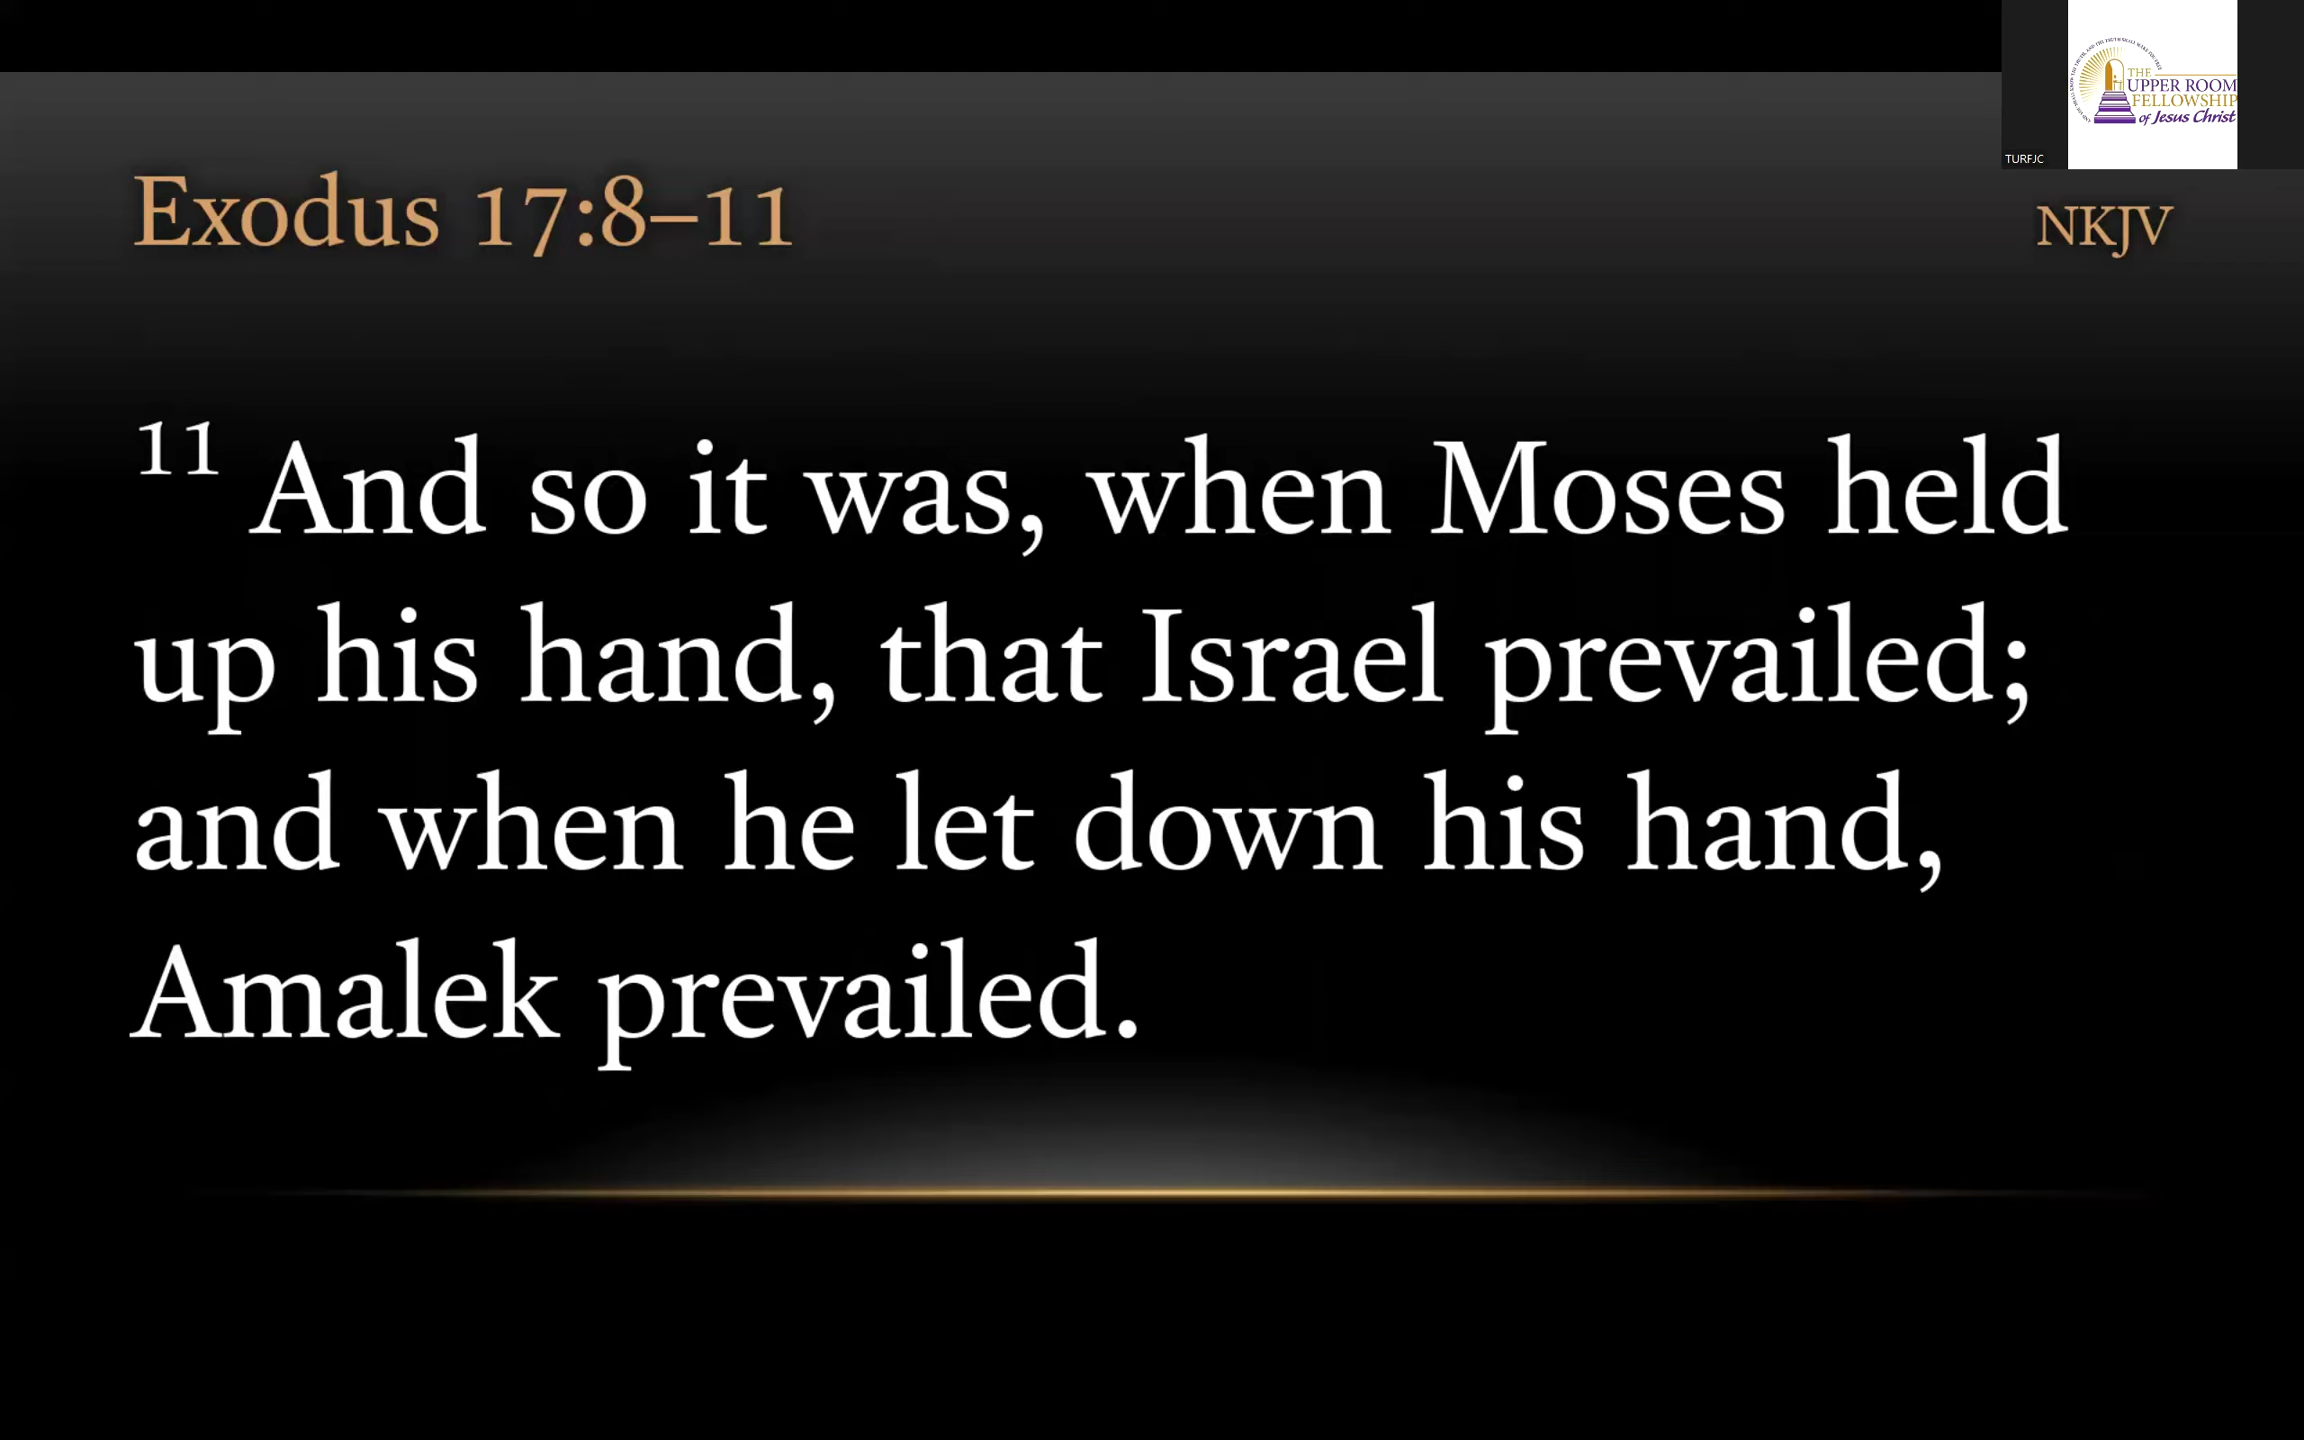 THE
UPPER ROOM
FELLOWSHIP
of Jesus Christ
TURFJC
Exodus 17:8–11
NKJV
11 And so it was, when Moses held
up his hand, that Israel prevailed;
and when he let down his hand,
Amalek prevailed.